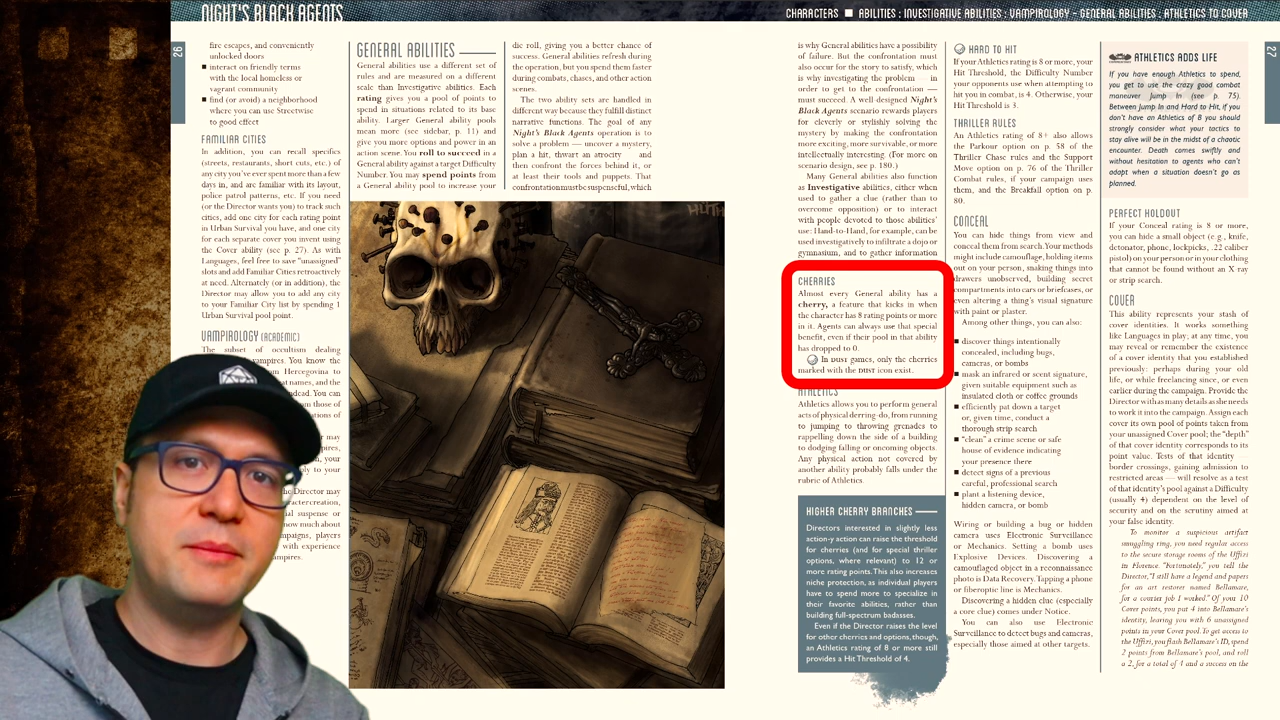 NIGHT'S BLACK AGENTS
CHARACTERS ■ ABILITIES : INVESTIGATIVE ABILITIES : VAMPIROLOGY – GENERAL ABILITIES : ATHLETICS TO COVER
26
fire escapes, and conveniently
unlocked doors
■ interact on friendly terms
with the local homeless or
vagrant community
■ find (or avoid) a neighborhood
where you can use Streetwise
to good effect
FAMILIAR CITIES
In addition, you can recall specifics
(streets, restaurants, short cuts, etc.) of
any city you've ever spent more than a few
days in, and are familiar with its layout,
police patrol patterns, etc. If you need
(or the Director wants you) to track such
cities, add one city for each rating point
in Urban Survival you have, and one city
for each separate cover you invent using
the Cover ability (see p. 27). As with
Languages, feel free to save "unassigned"
slots and add Familiar Cities retroactively
at need. Alternately (or in addition), the
Director may allow you to add any city
to your Familiar City list by spending 1
Urban Survival pool point.
VAMPIROLOGY (ACADEMIC)
The subset of occultism dealing
vampires. You know the
Hercegovina to
names, and the
undead. You can
those of
of
may
your
to your
the Director may
character creation,
suspense or
how much about
campaigns, players
with experience
vampires.
GENERAL ABILITIES
General abilities use a different set of
rules and are measured on a different
scale than Investigative abilities. Each
rating gives you a pool of points to
spend in situations related to its base
ability. Larger General ability pools
mean more (see sidebar, p. 11) and
give you more options and power in an
action scene. You roll to succeed in a
General ability against a target Difficulty
Number. You may spend points from
a General ability pool to increase your
die roll, giving you a better chance of
success. General abilities refresh during
the operation, but you spend them faster
during combats, chases, and other action
scenes.
The two ability sets are handled in
different way because they fulfill distinct
narrative functions. The goal of any
Night's Black Agents operation is to
solve a problem — uncover a mystery,
plan a hit, thwart an atrocity — and
then confront the forces behind it, or
at least their tools and puppets. That
confrontation must be suspenseful, which
is why General abilities have a possibility
of failure. But the confrontation must
also occur for the story to satisfy, which
is why investigating the problem — in
order to get to the confrontation —
must succeed. A well-designed Night's
Black Agents scenario rewards players
for cleverly or stylishly solving the
mystery by making the confrontation
more exciting, more survivable, or more
intellectually interesting. (For more on
scenario design, see p. 180.)
Many General abilities also function
as Investigative abilities, either when
used to gather a clue (rather than to
overcome opposition) or to interact
with people devoted to those abilities'
use: Hand-to-Hand, for example, can be
used investigatively to infiltrate a dojo or
gymnasium, and to gather information
CHERRIES
Almost every General ability has a
cherry, a feature that kicks in when
the character has 8 rating points or more
in it. Agents can always use that special
benefit, even if their pool in that ability
has dropped to 0.
In DUST games, only the cherries
marked with the DUST icon exist.
ATHLETICS
Athletics allows you to perform general
acts of physical derring-do, from running
to jumping to throwing grenades to
rappelling down the side of a building
to dodging falling or oncoming objects.
Any physical action not covered by
another ability probably falls under the
rubric of Athletics.
HIGHER CHERRY BRANCHES
Directors interested in slightly less
action-y action can raise the threshold
for cherries (and for special thriller
options, where relevant) to 12 or
more rating points. This also increases
niche protection, as individual players
have to spend more to specialize in
their favorite abilities, rather than
building full-spectrum badasses.
Even if the Director raises the level
for other cherries and options, though,
an Athletics rating of 8 or more still
provides a Hit Threshold of 4.
HARD TO HIT
If your Athletics rating is 8 or more, your
Hit Threshold, the Difficulty Number
your opponents use when attempting to
hit you in combat, is 4. Otherwise, your
Hit Threshold is 3.
THRILLER RULES
An Athletics rating of 8+ also allows
the Parkour option on p. 58 of the
Thriller Chase rules and the Support
Move option on p. 76 of the Thriller
Combat rules, if your campaign uses
them, and the Breakfall option on p.
80.
CONCEAL
You can hide things from view and
conceal them from search. Your methods
might include camouflage, holding items
out on your person, snaking things into
drawers unobserved, building secret
compartments into cars or briefcases, or
even altering a thing's visual signature
with paint or plaster.
Among other things, you can also:
■ discover things intentionally
concealed, including bugs,
cameras, or bombs
■ mask an infrared or scent signature,
given suitable equipment such as
insulated cloth or coffee grounds
■ efficiently pat down a target
or, given time, conduct a
thorough strip search
■ "clean" a crime scene or safe
house of evidence indicating
your presence there
■ detect signs of a previous
careful, professional search
■ plant a listening device,
hidden camera, or bomb
Wiring or building a bug or hidden
camera uses Electronic Surveillance
or Mechanics. Setting a bomb uses
Explosive Devices. Discovering a
camouflaged object in a reconnaissance
photo is Data Recovery. Tapping a phone
or fiberoptic line is Mechanics.
Discovering a hidden clue (especially
a core clue) comes under Notice.
You can also use Electronic
Surveillance to detect bugs and cameras,
especially those aimed at other targets.
ATHLETICS ADDS LIFE
If you have enough Athletics to spend,
you get to use the crazy good combat
maneuver Jump In (see p. 75).
Between Jump In and Hard to Hit, if you
don't have an Athletics of 8 you should
strongly consider what your tactics to
stay alive will be in the midst of a chaotic
encounter. Death comes swiftly and
without hesitation to agents who can't
adapt when a situation doesn't go as
planned.
27
PERFECT HOLDOUT
If your Conceal rating is 8 or more,
you can hide a small object (e.g., knife,
detonator, phone, lockpicks, .22 caliber
pistol) on your person or in your clothing
that cannot be found without an X-ray
or strip search.
COVER
This ability represents your stash of
cover identities. It works something
like Languages in play; at any time, you
may reveal or remember the existence
of a cover identity that you established
previously: perhaps during your old
life, or while freelancing since, or even
earlier during the campaign. Provide the
Director with as many details as she needs
to work it into the campaign. Assign each
cover its own pool of points taken from
your unassigned Cover pool; the "depth"
of that cover identity corresponds to its
point value. Tests of that identity —
border crossings, gaining admission to
restricted areas — will resolve as a test
of that identity's pool against a Difficulty
(usually 4) dependent on the level of
security and on the scrutiny aimed at
your false identity.
To monitor a suspicious artifact
smuggling ring, you need regular access
to the secure storage rooms of the Uffizi
in Florence. "Fortunately," you tell the
Director, "I still have a legend and papers
for an art restorer named Bellamare,
for a courier job I worked." Of your 10
Cover points, you put 4 into Bellamare's
identity, leaving you with 6 unassigned
points in your Cover pool. To get access to
the Uffizi, you flash Bellamare's ID, spend
2 points from Bellamare's pool, and roll
a 2, for a total of 4 and a success on the